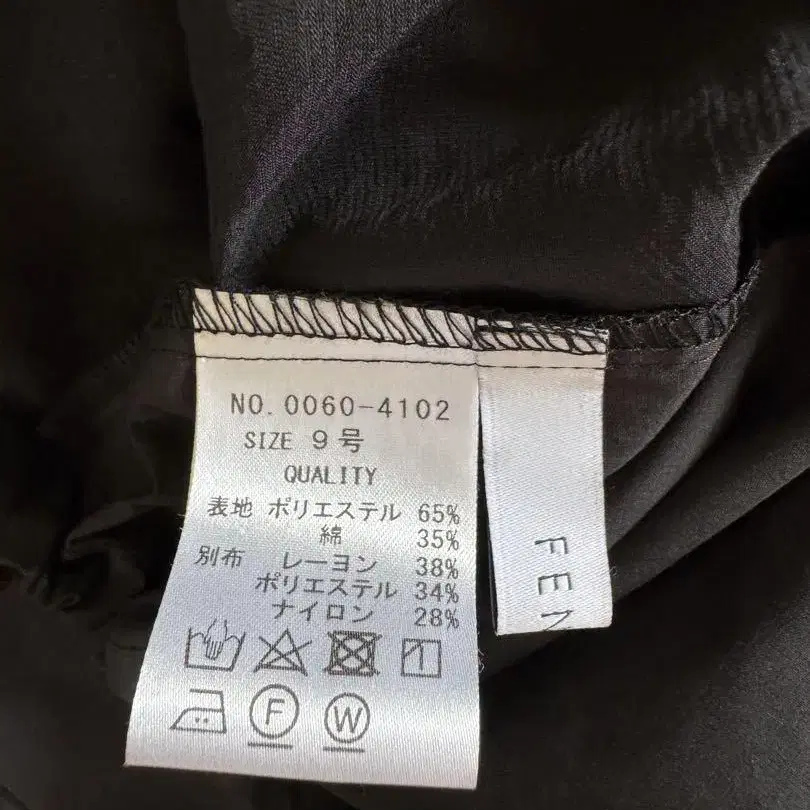 NO. 0060-4102
SIZE 9号
QUALITY
表地 ポリエステル 65%
綿 35%
別布 レーヨン 38%
ポリエステル 34%
ナイロン 28%
F
W
FEN